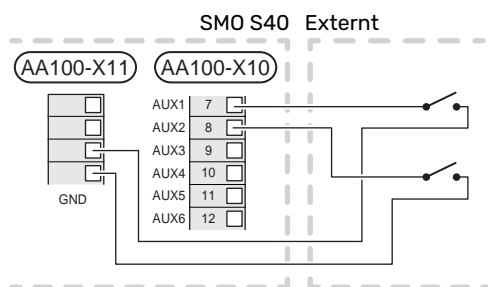 SMO S40 Externt
AA100-X11 AA100-X10
AUX1 7
AUX2 8
AUX3 9
AUX4 10
AUX5 11
AUX6 12
GND